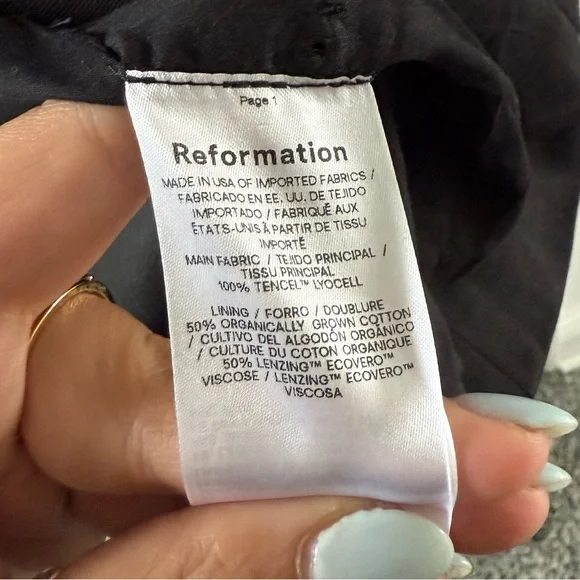 Page 1
Reformation
MADE IN USA OF IMPORTED FABRICS /
FABRICADO EN EE. UU. DE TEJIDO
IMPORTADO / FABRIQUÉ AUX
ÉTATS-UNIS À PARTIR DE TISSU
IMPORTÉ
MAIN FABRIC / TEJIDO PRINCIPAL /
TISSU PRINCIPAL
100% TENCEL™ LYOCELL
LINING / FORRO / DOUBLURE
50% ORGANICALLY GROWN COTTON
/ CULTIVO DEL ALGODÓN ORGÁNICO
/ CULTURE DU COTON ORGANIQUE
50% LENZING™ ECOVERO™
VISCOSE / LENZING™ ECOVERO™
VISCOSA